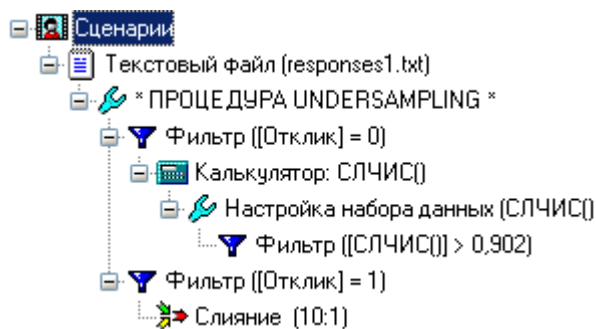 Сценарии
Текстовый файл (responses1.txt)
* ПРОЦЕДУРА UNDERSAMPLING *
Фильтр ([Отклик] = 0)
Калькулятор: СЛЧИС()
Настройка набора данных (СЛЧИС()
Фильтр ([СЛЧИС()] > 0,902)
Фильтр ([Отклик] = 1)
Слияние (10:1)